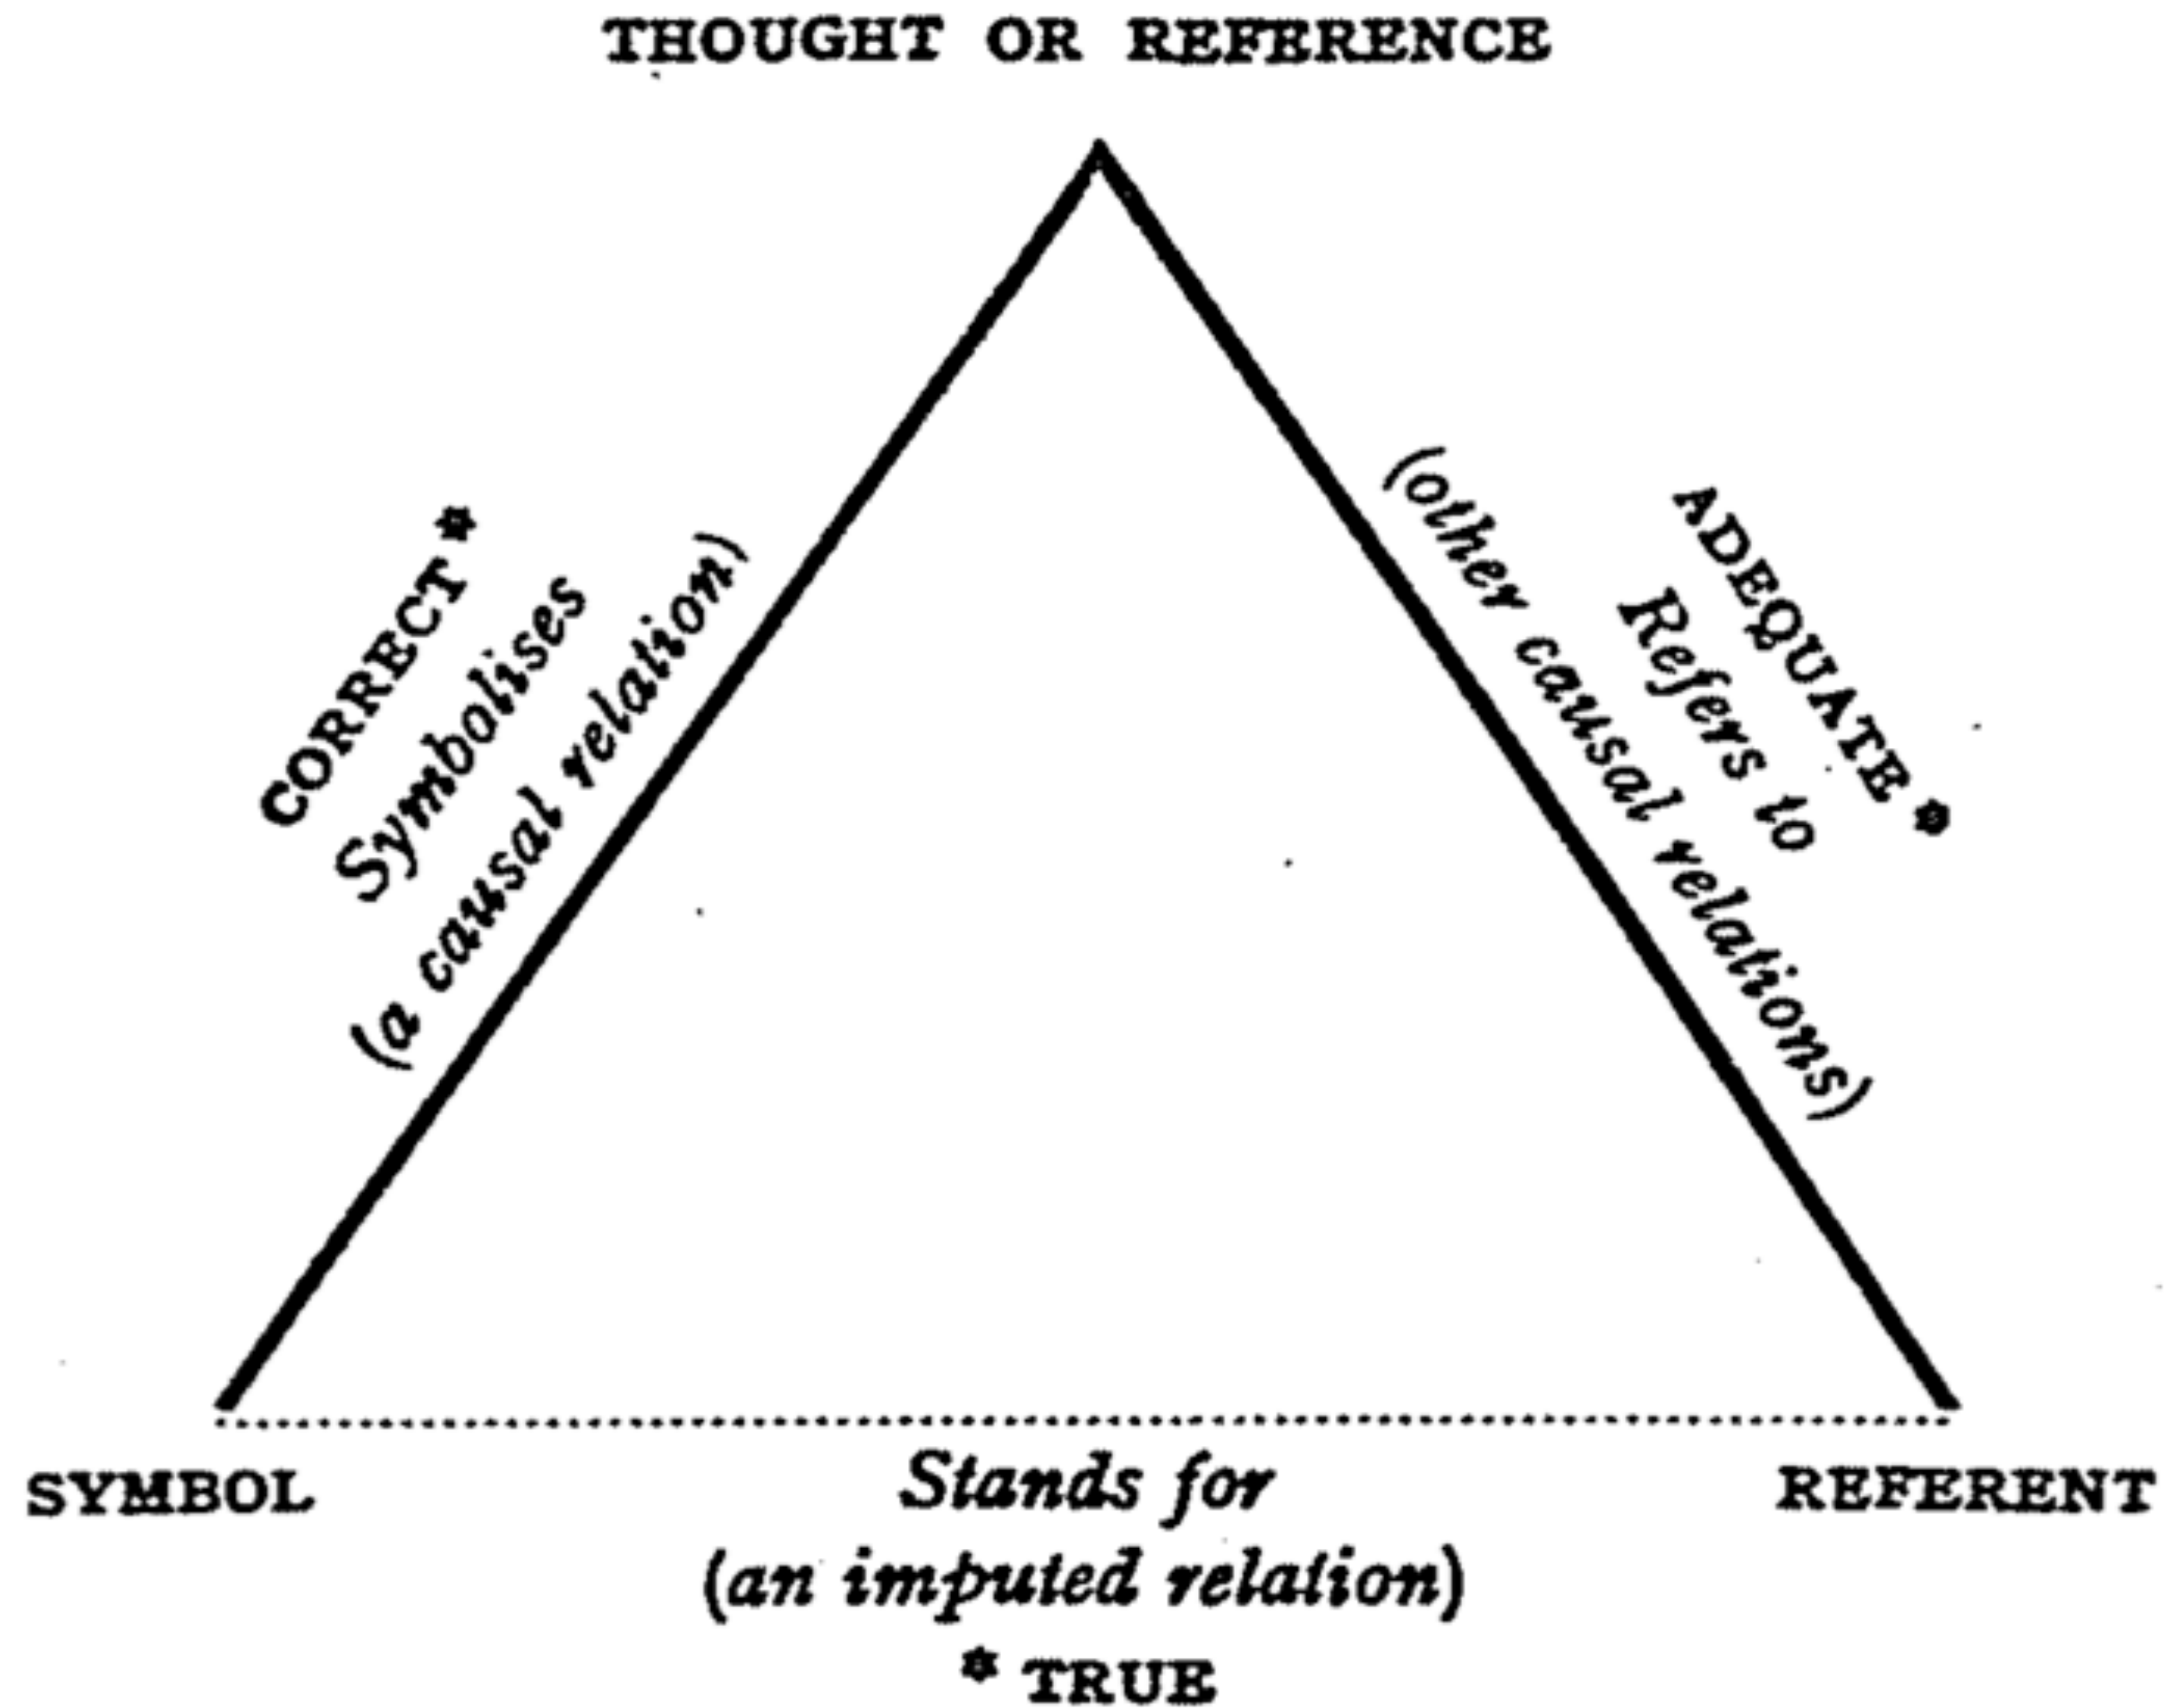 THOUGHT OR REFERENCE
CORRECT *
Symbolises
(a causal relation)
ADEQUATE *
Refers to
(other causal relations)
SYMBOL
Stands for
REFERENT
(an imputed relation)
* TRUE